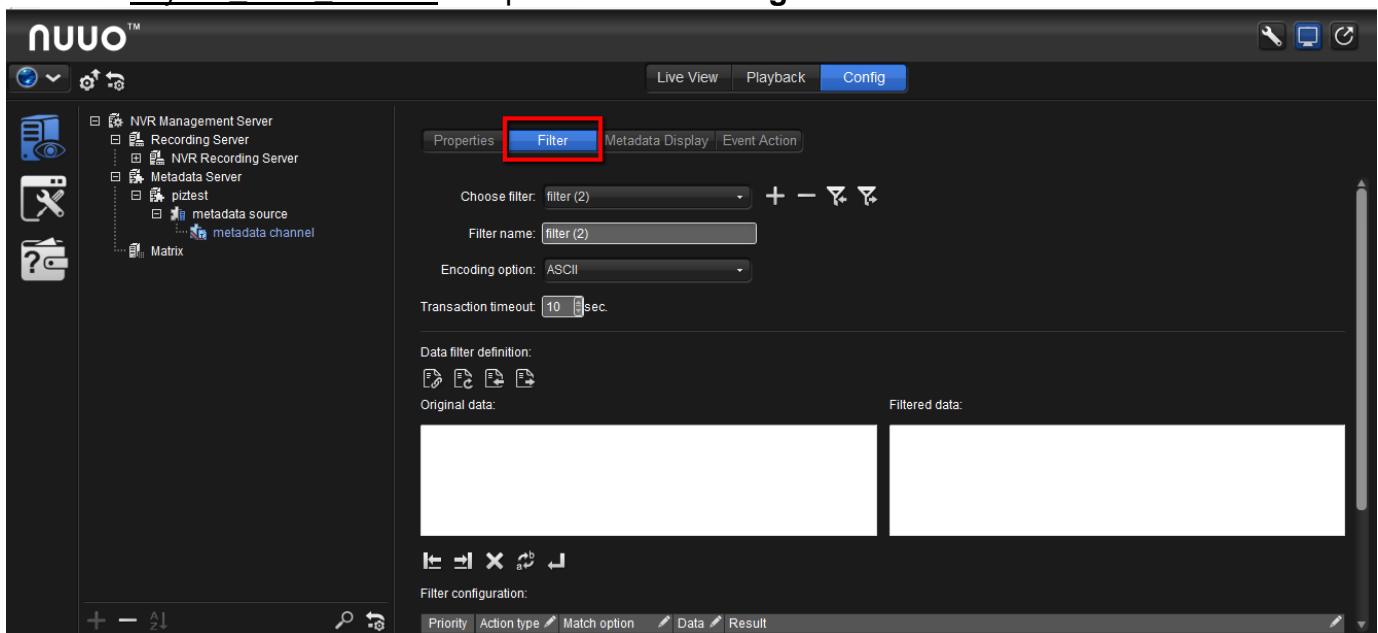 nuuo™
Live View Playback Config
NVR Management Server
Recording Server
NVR Recording Server
Metadata Server
piztest
metadata source
metadata channel
Matrix
Properties Filter Metadata Display Event Action
Choose filter: filter (2)
Filter name: filter (2)
Encoding option: ASCII
Transaction timeout: 10 sec.
Data filter definition:
Original data: Filtered data:
Filter configuration:
Priority Action type Match option Data Result